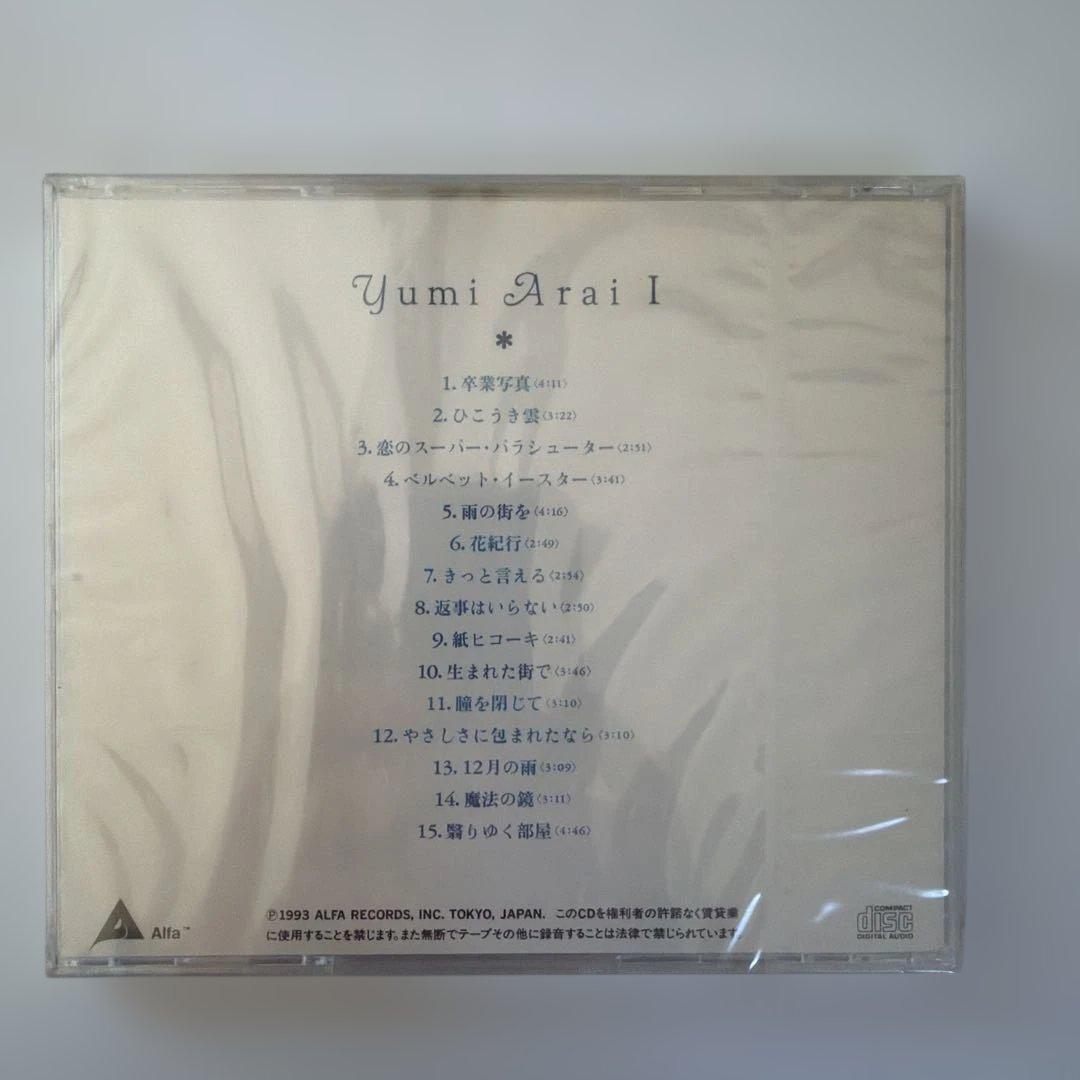 Yumi Arai I
*
1. 卒業写真〈4:11〉
2. ひこうき雲〈3:22〉
3. 恋のスーパー・パラシューター〈2:51〉
4. ベルベット・イースター〈3:41〉
5. 雨の街を〈4:16〉
6. 花紀行〈2:49〉
7. きっと言える〈2:54〉
8. 返事はいらない〈2:50〉
9. 紙ヒコーキ〈2:41〉
10. 生まれた街で〈3:46〉
11. 瞳を閉じて〈3:10〉
12. やさしさに包まれたなら〈3:10〉
13. 12月の雨〈3:09〉
14. 魔法の鏡〈3:11〉
15. 翳りゆく部屋〈4:46〉
℗1993 ALFA RECORDS, INC. TOKYO, JAPAN. このCDを権利者の許諾なく賃貸業
に使用することを禁じます。また無断でテープその他に録音することは法律で禁じられています。
Alfa™
COMPACT
disc
DIGITAL AUDIO